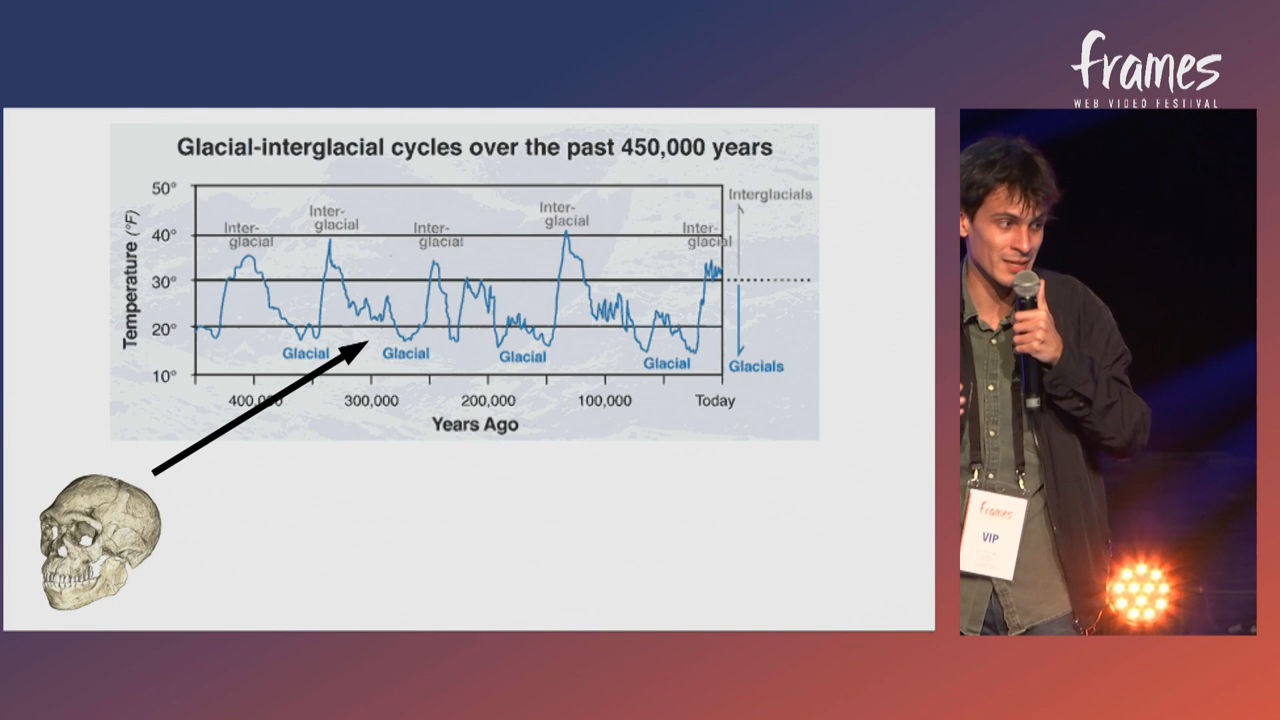 frames
WEB VIDEO FESTIVAL
Glacial-interglacial cycles over the past 450,000 years
50°
40°
30°
20°
10°
Temperature (°F)
Inter-
glacial
Inter-
glacial
Inter-
glacial
Inter-
glacial
Inter-
glacial
Interglacials
Glacial
Glacial
Glacial
Glacial
Glacials
300,000
200,000
100,000
Today
Years Ago
frames
VIP